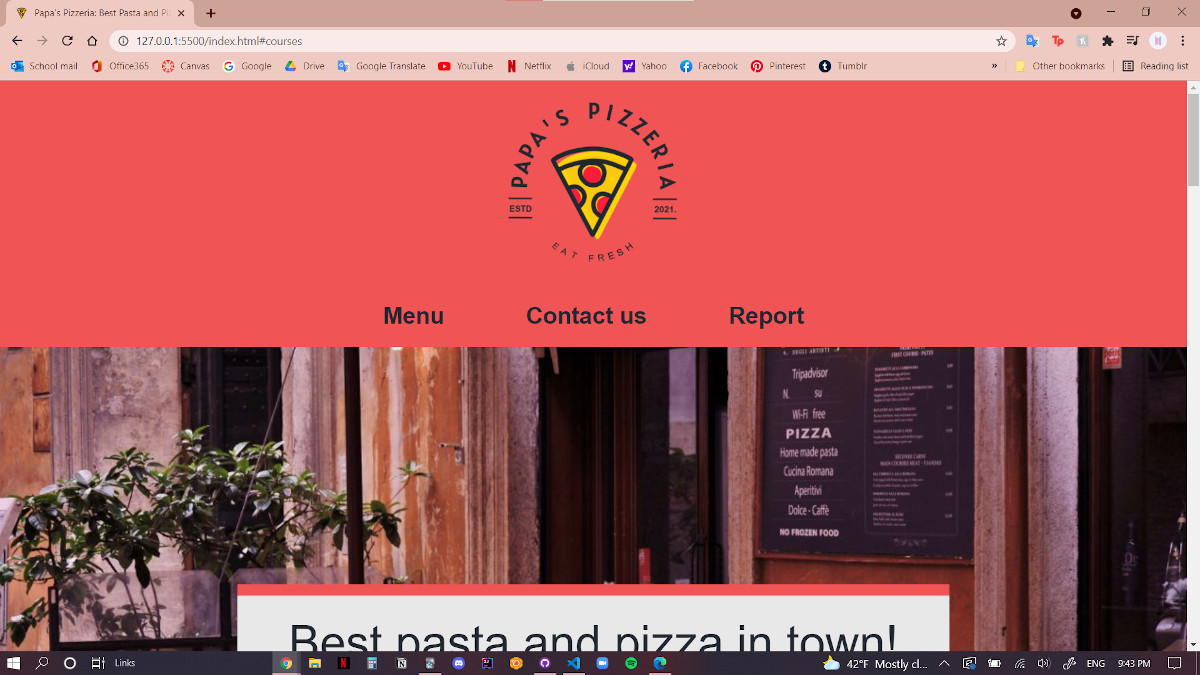 Papa's Pizzeria: Best Pasta and Pi
127.0.0.1:5500/index.html#courses
School mail Office365 Canvas Google Drive Google Translate YouTube Netflix iCloud Yahoo Facebook Pinterest Tumblr » Other bookmarks Reading list
PAPA'S PIZZERIA
ESTD 2021.
EAT FRESH
Menu Contact us Report
DEGLI ARTISTI
Tripadvisor
N. su
Wi-Fi free
PIZZA
Home made pasta
Cucina Romana
Aperitivi
Dolce - Caffè
NO FROZEN FOOD
Best pasta and pizza in town!
Links
42°F Mostly cl...
ENG
9:43 PM